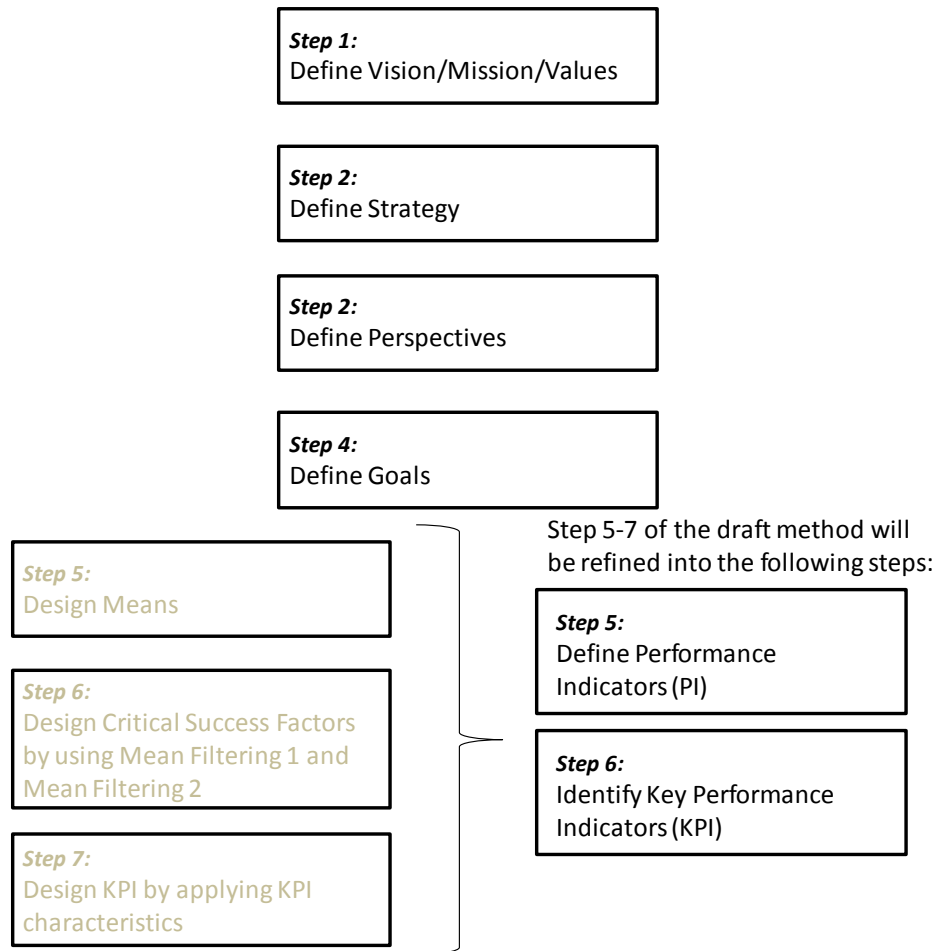 Step 1:
Define Vision/Mission/Values
Step 2:
Define Strategy
Step 2:
Define Perspectives
Step 4:
Define Goals
Step 5:
Design Means
Step 6:
Design Critical Success Factors
by using Mean Filtering 1 and
Mean Filtering 2
Step 7:
Design KPI by applying KPI
characteristics
Step 5-7 of the draft method will
be refined into the following steps:
Step 5:
Define Performance
Indicators (PI)
Step 6:
Identify Key Performance
Indicators (KPI)